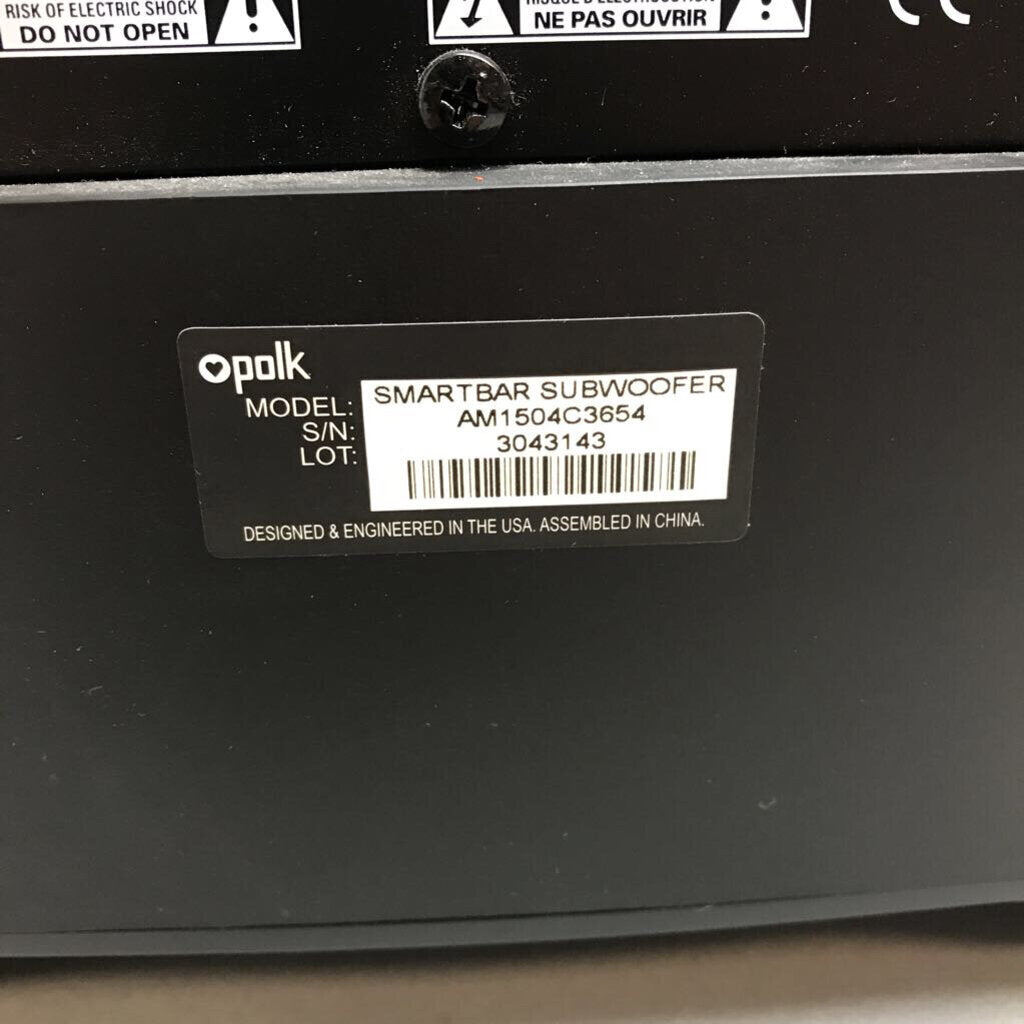 RISK OF ELECTRIC SHOCK
DO NOT OPEN
NE PAS OUVRIR
CE
polk
MODEL: SMARTBAR SUBWOOFER
S/N: AM1504C3654
LOT: 3043143
DESIGNED & ENGINEERED IN THE USA. ASSEMBLED IN CHINA.